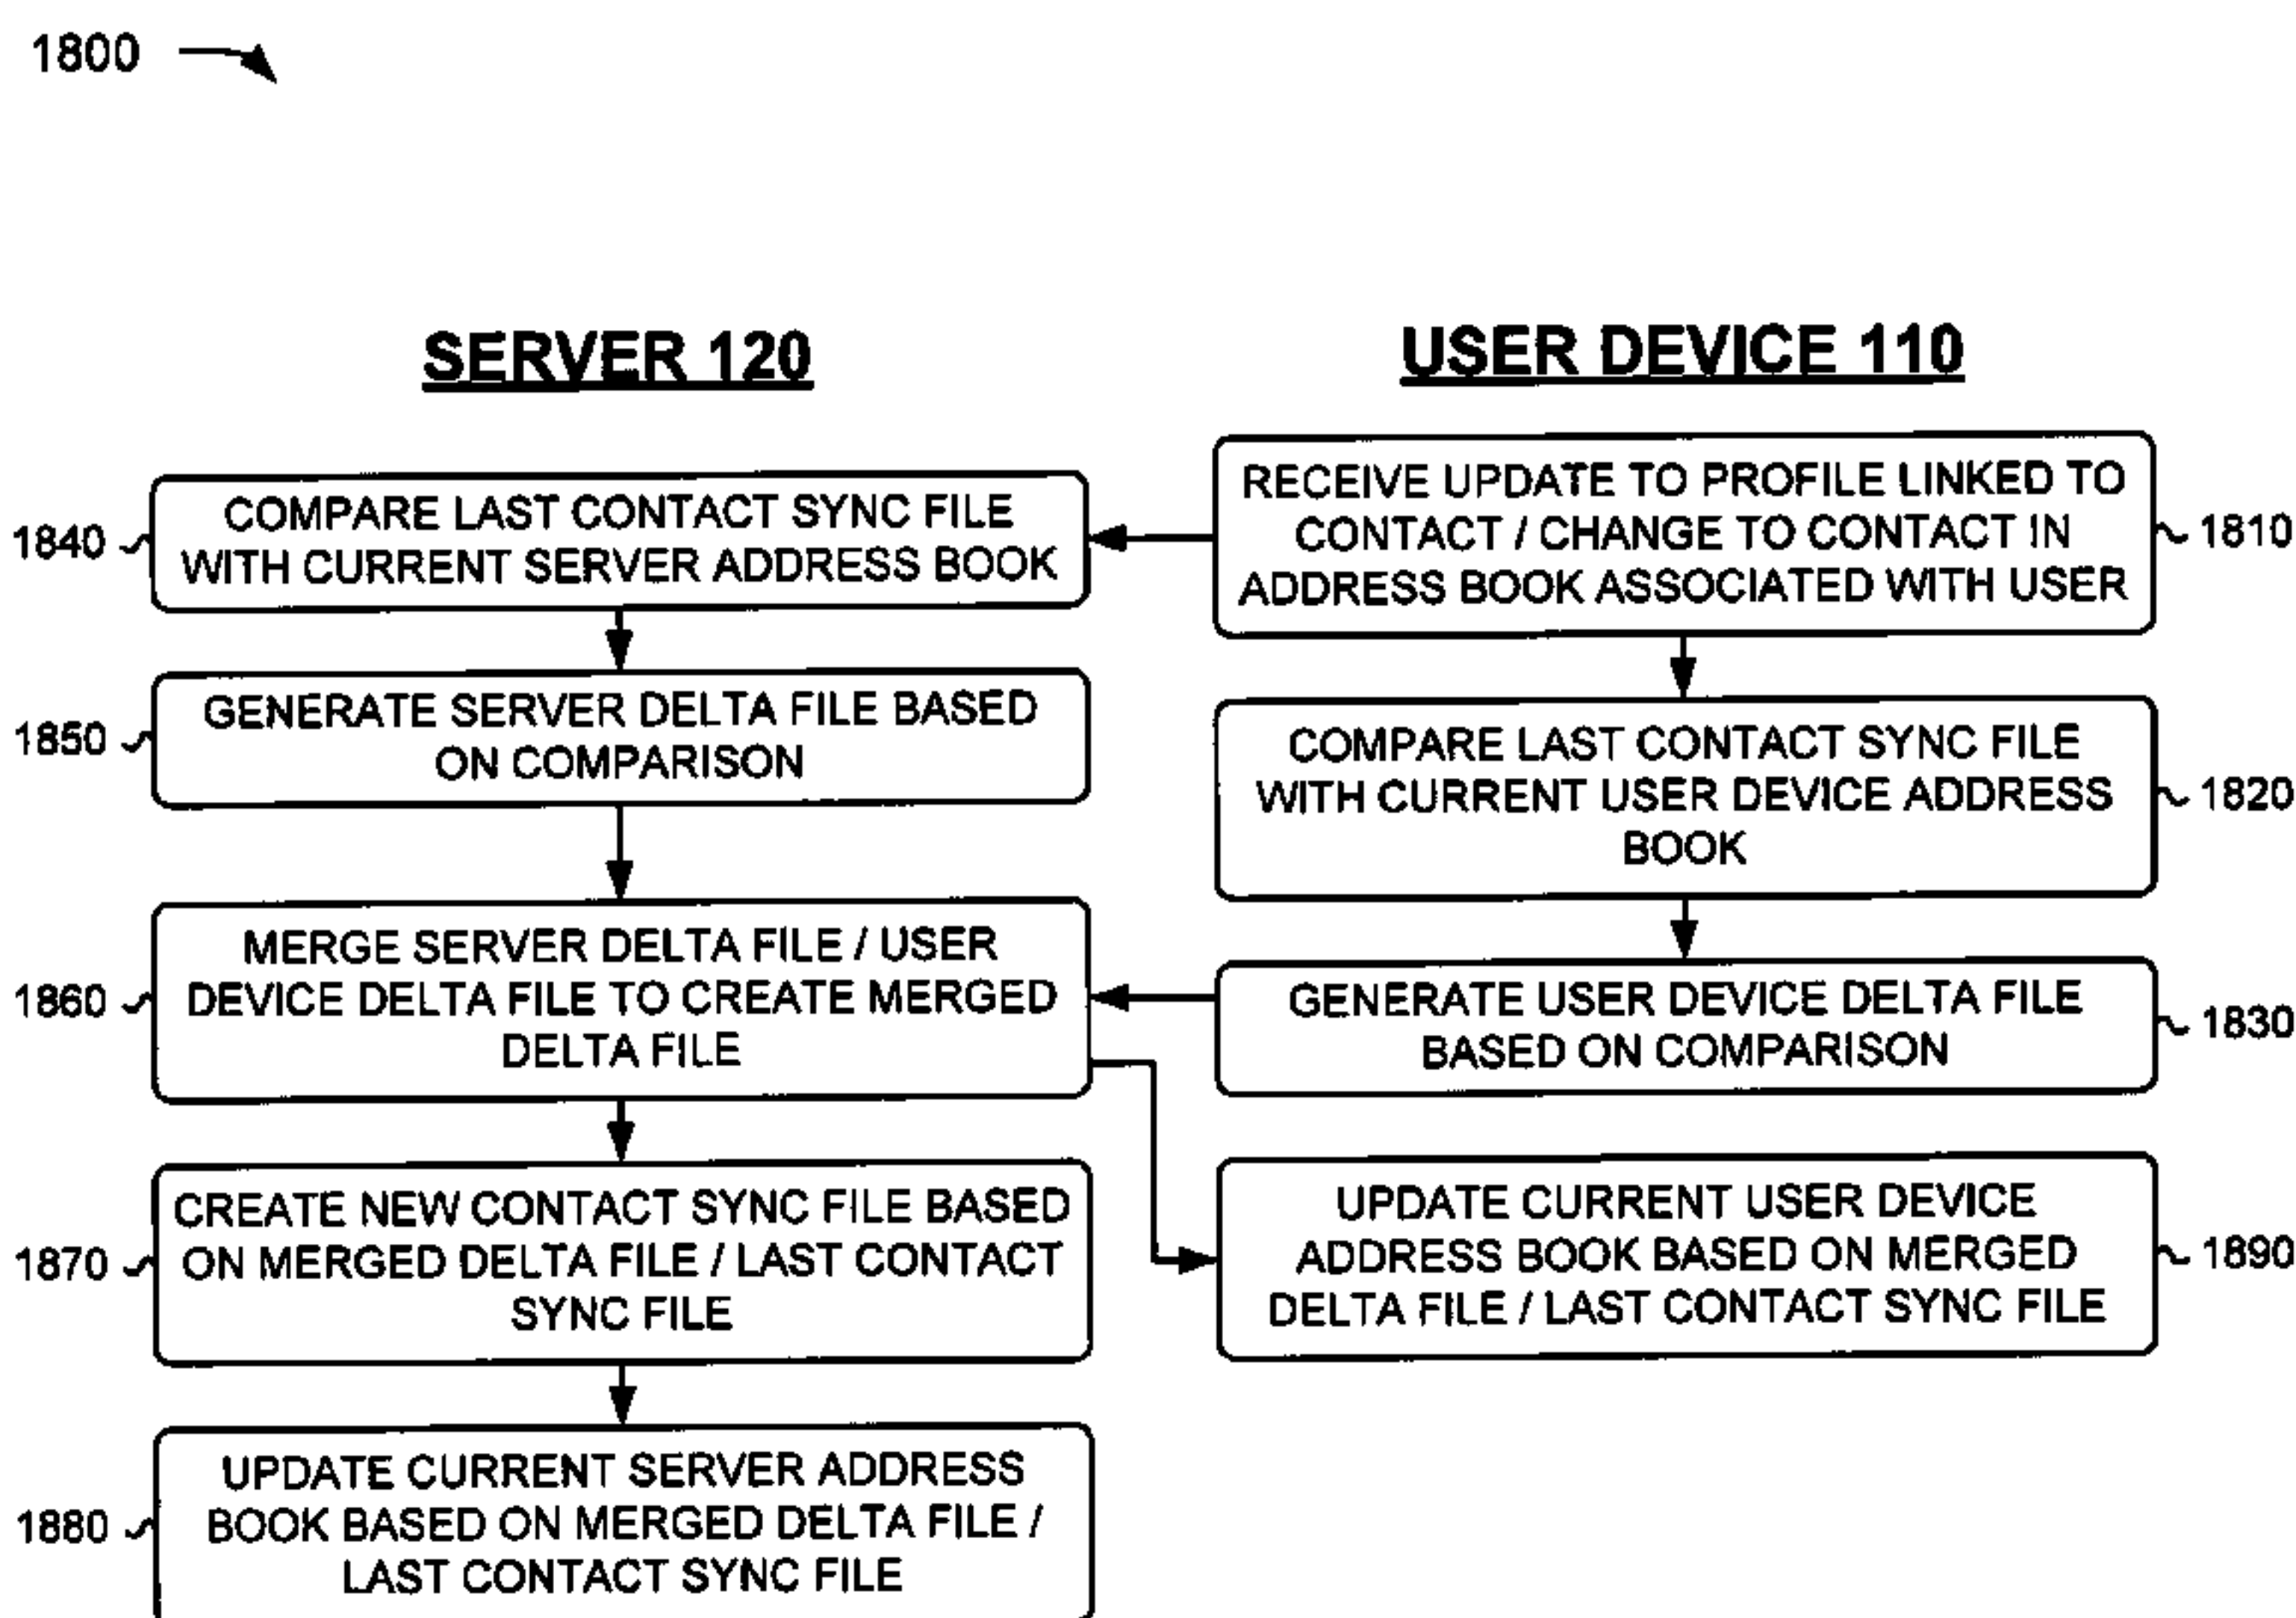 1800
SERVER 120
1840
COMPARE LAST CONTACT SYNC FILE
WITH CURRENT SERVER ADDRESS BOOK
1850
GENERATE SERVER DELTA FILE BASED
ON COMPARISON
1860
MERGE SERVER DELTA FILE / USER
DEVICE DELTA FILE TO CREATE MERGED
DELTA FILE
1870
CREATE NEW CONTACT SYNC FILE BASED
ON MERGED DELTA FILE / LAST CONTACT
SYNC FILE
1880
UPDATE CURRENT SERVER ADDRESS
BOOK BASED ON MERGED DELTA FILE /
LAST CONTACT SYNC FILE
USER DEVICE 110
RECEIVE UPDATE TO PROFILE LINKED TO
CONTACT / CHANGE TO CONTACT IN
ADDRESS BOOK ASSOCIATED WITH USER
1810
COMPARE LAST CONTACT SYNC FILE
WITH CURRENT USER DEVICE ADDRESS
BOOK
1820
GENERATE USER DEVICE DELTA FILE
BASED ON COMPARISON
1830
UPDATE CURRENT USER DEVICE
ADDRESS BOOK BASED ON MERGED
DELTA FILE / LAST CONTACT SYNC FILE
1890